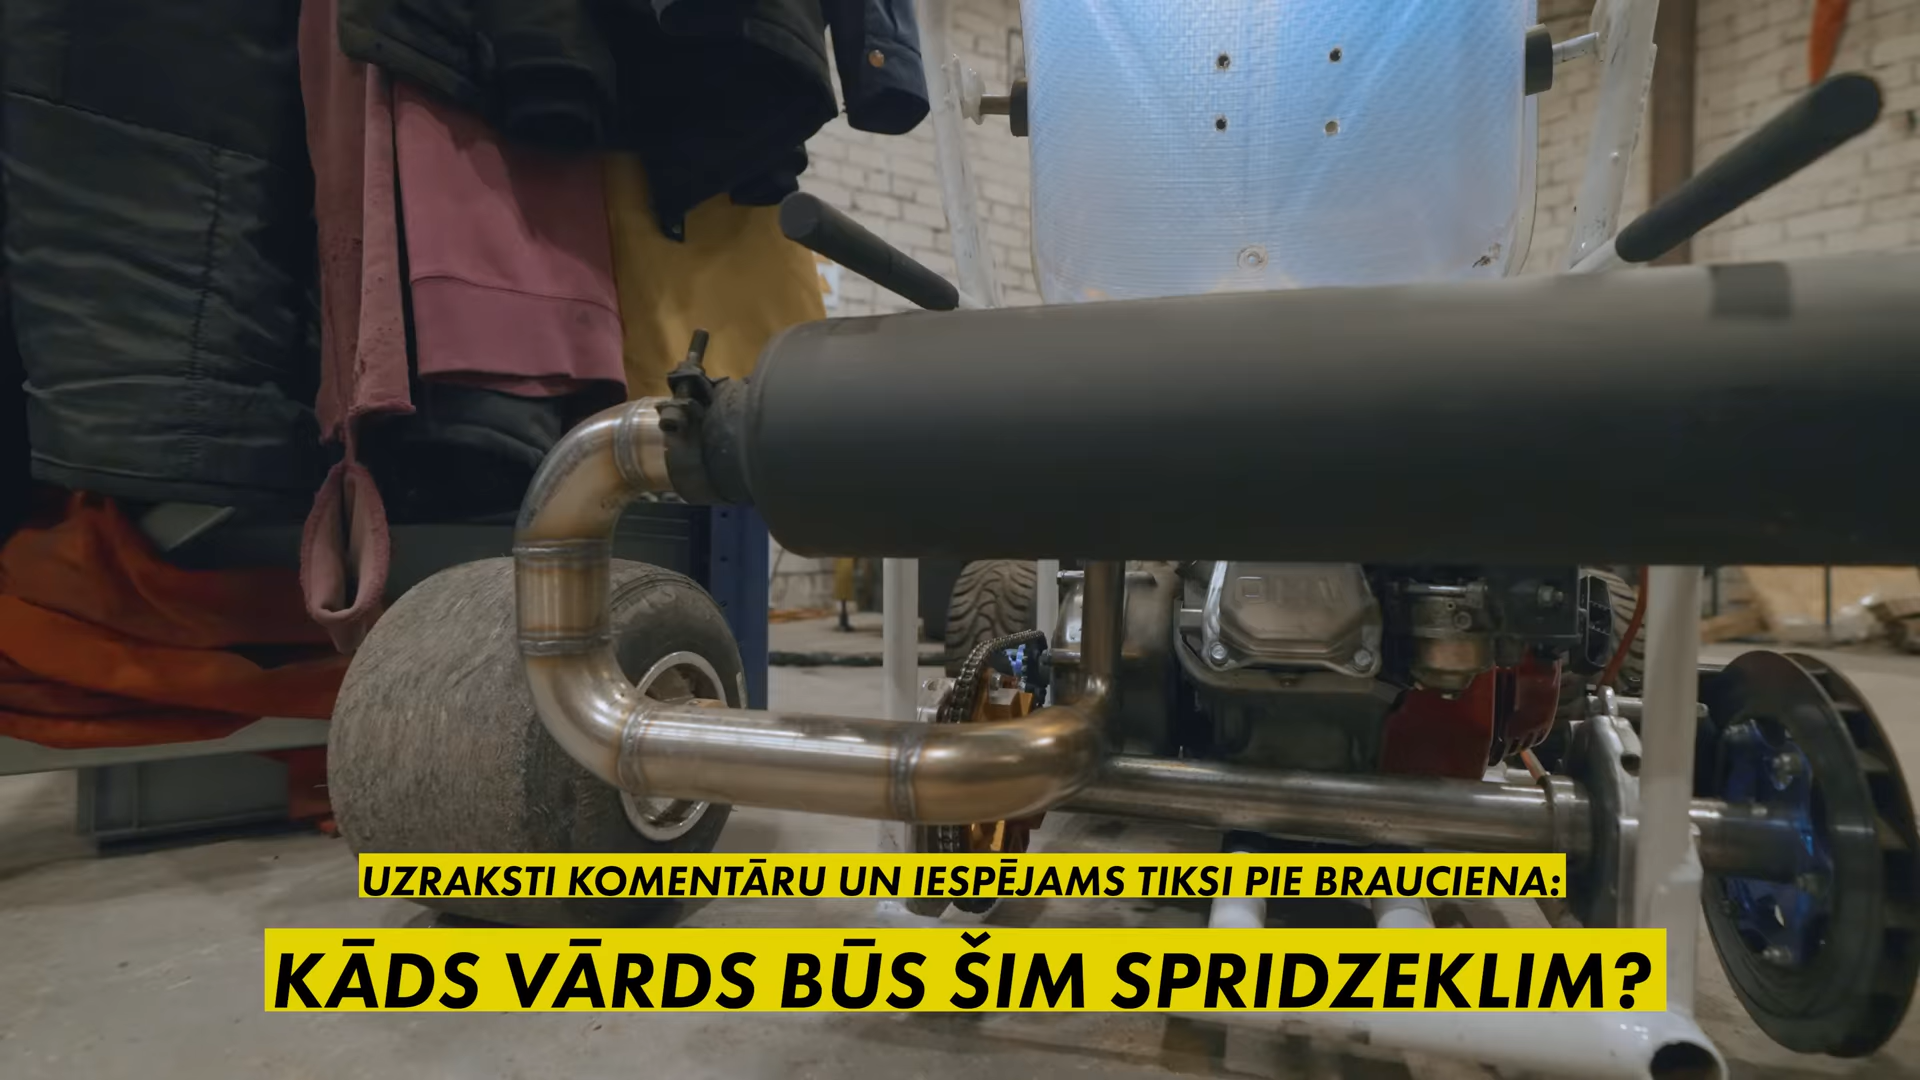 UZRAKSTI KOMENTĀRU UN IESPĒJAMS TIKSI PIE BRAUCIENA:
KĀDS VĀRDS BŪS ŠIM SPRIDZEKLIM?